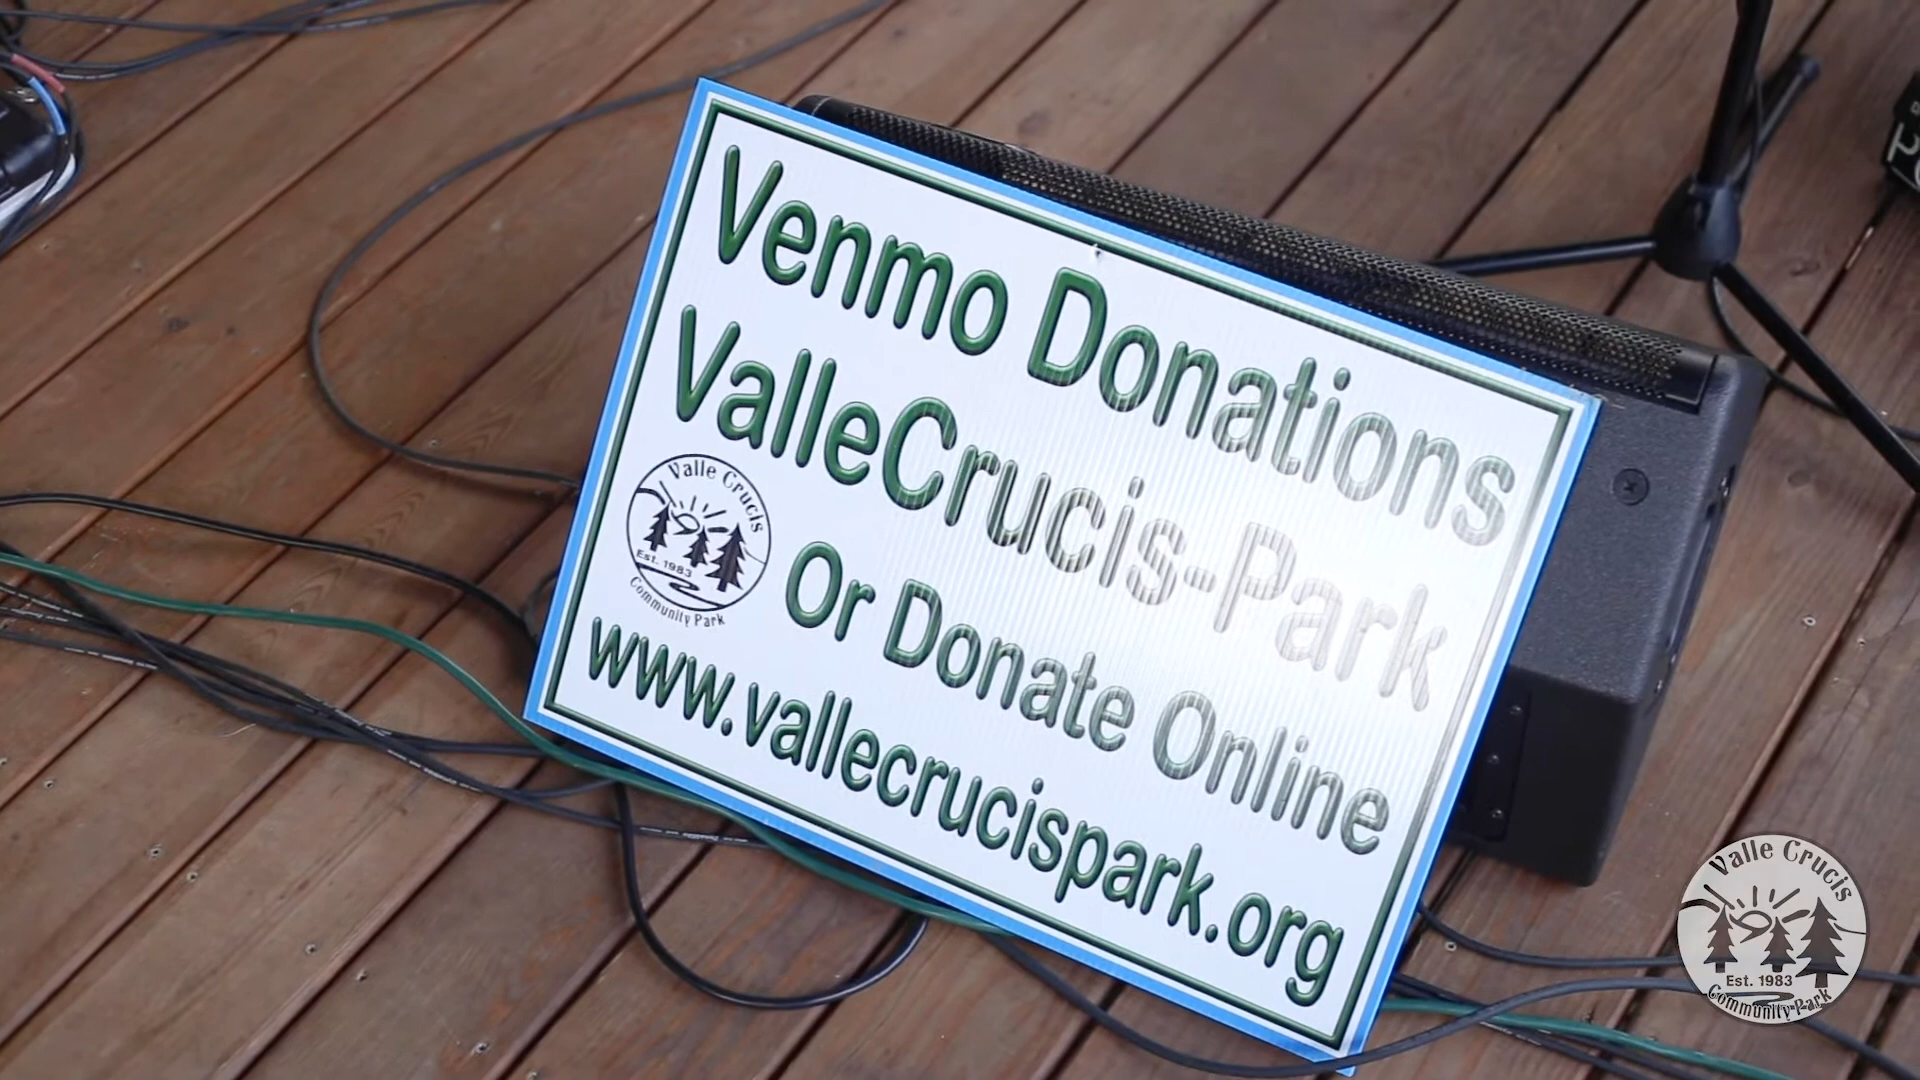 Venmo Donations
ValleCrucis-Park
Valle Crucis
Est. 1983
Community Park
Or Donate Online
www.vallecrucispark.org
Valle Crucis
Est. 1983
Community Park